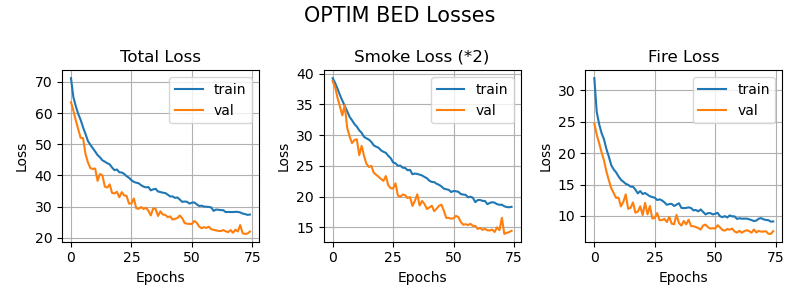 OPTIM BED Losses
Total Loss
Smoke Loss (*2)
Fire Loss
train
val
train
val
train
val
Loss
70
60
50
40
30
20
0
25
50
75
Epochs
Loss
40
35
30
25
20
15
0
25
50
75
Epochs
Loss
30
25
20
15
10
0
25
50
75
Epochs